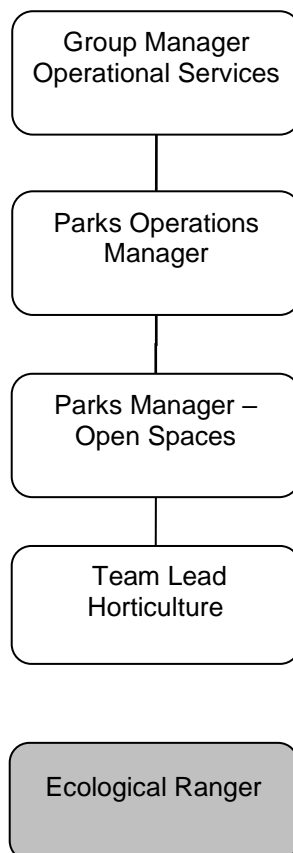 Group Manager
Operational Services
Parks Operations
Manager
Parks Manager –
Open Spaces
Team Lead
Horticulture
Ecological Ranger